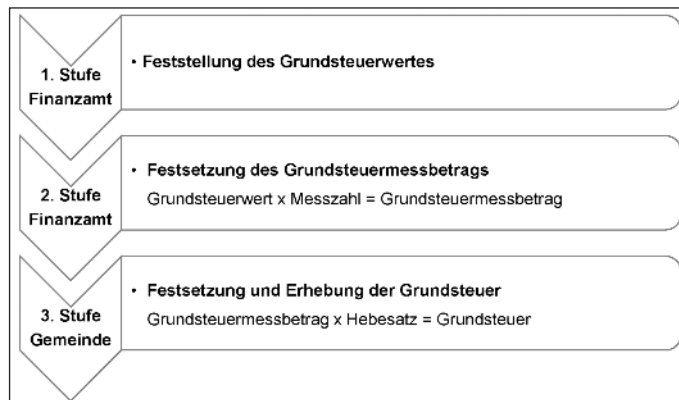 1. Stufe
Finanzamt
• Feststellung des Grundsteuerwertes
2. Stufe
Finanzamt
• Festsetzung des Grundsteuermessbetrags
Grundsteuerwert x Messzahl = Grundsteuermessbetrag
3. Stufe
Gemeinde
• Festsetzung und Erhebung der Grundsteuer
Grundsteuermessbetrag x Hebesatz = Grundsteuer